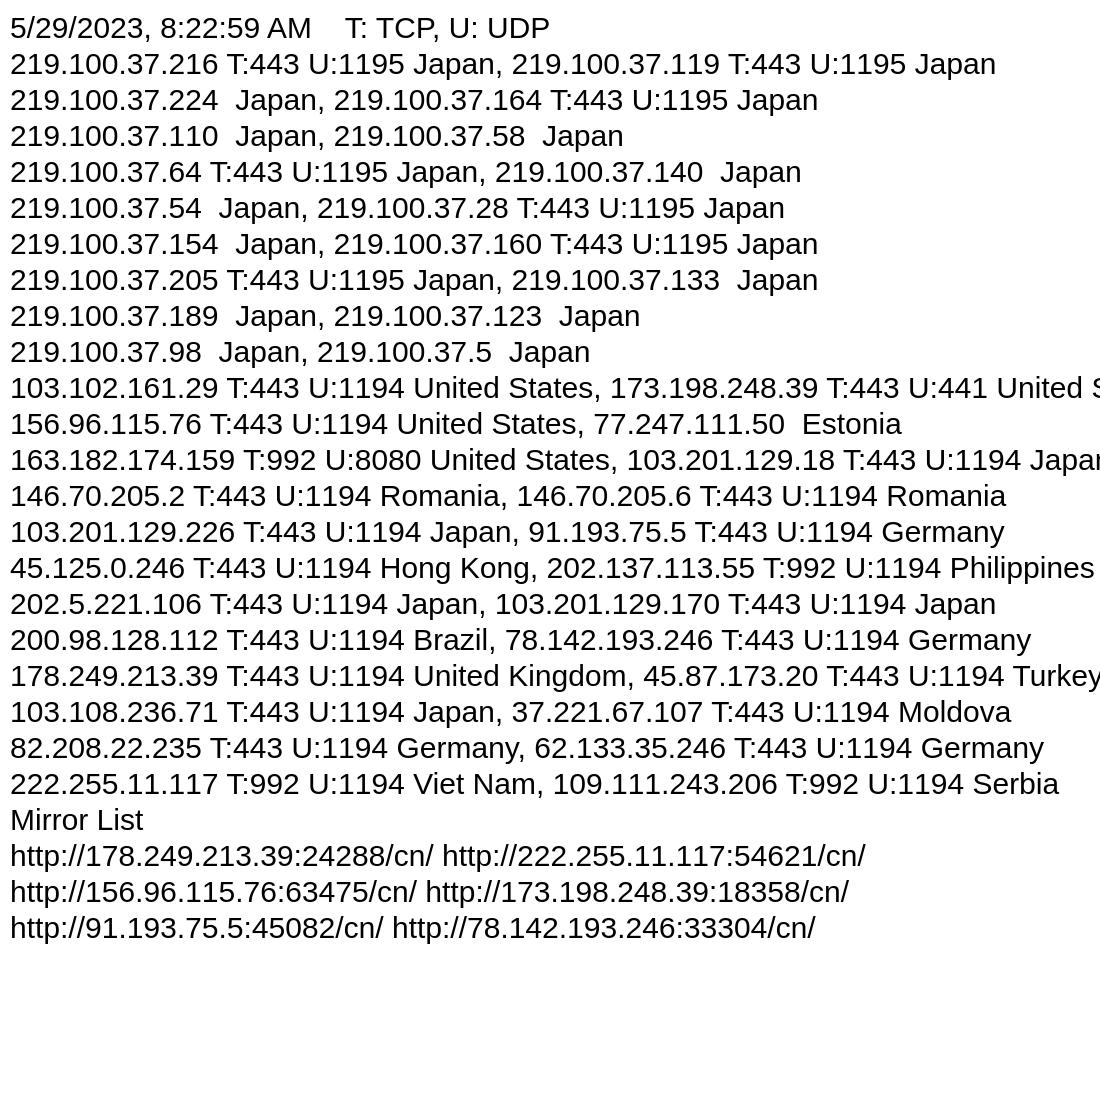 5/29/2023, 8:22:59 AM    T: TCP, U: UDP
219.100.37.216 T:443 U:1195 Japan, 219.100.37.119 T:443 U:1195 Japan
219.100.37.224  Japan, 219.100.37.164 T:443 U:1195 Japan
219.100.37.110  Japan, 219.100.37.58  Japan
219.100.37.64 T:443 U:1195 Japan, 219.100.37.140  Japan
219.100.37.54  Japan, 219.100.37.28 T:443 U:1195 Japan
219.100.37.154  Japan, 219.100.37.160 T:443 U:1195 Japan
219.100.37.205 T:443 U:1195 Japan, 219.100.37.133  Japan
219.100.37.189  Japan, 219.100.37.123  Japan
219.100.37.98  Japan, 219.100.37.5  Japan
103.102.161.29 T:443 U:1194 United States, 173.198.248.39 T:443 U:441 United S
156.96.115.76 T:443 U:1194 United States, 77.247.111.50  Estonia
163.182.174.159 T:992 U:8080 United States, 103.201.129.18 T:443 U:1194 Japan
146.70.205.2 T:443 U:1194 Romania, 146.70.205.6 T:443 U:1194 Romania
103.201.129.226 T:443 U:1194 Japan, 91.193.75.5 T:443 U:1194 Germany
45.125.0.246 T:443 U:1194 Hong Kong, 202.137.113.55 T:992 U:1194 Philippines
202.5.221.106 T:443 U:1194 Japan, 103.201.129.170 T:443 U:1194 Japan
200.98.128.112 T:443 U:1194 Brazil, 78.142.193.246 T:443 U:1194 Germany
178.249.213.39 T:443 U:1194 United Kingdom, 45.87.173.20 T:443 U:1194 Turkey
103.108.236.71 T:443 U:1194 Japan, 37.221.67.107 T:443 U:1194 Moldova
82.208.22.235 T:443 U:1194 Germany, 62.133.35.246 T:443 U:1194 Germany
222.255.11.117 T:992 U:1194 Viet Nam, 109.111.243.206 T:992 U:1194 Serbia
Mirror List
http://178.249.213.39:24288/cn/ http://222.255.11.117:54621/cn/
http://156.96.115.76:63475/cn/ http://173.198.248.39:18358/cn/
http://91.193.75.5:45082/cn/ http://78.142.193.246:33304/cn/